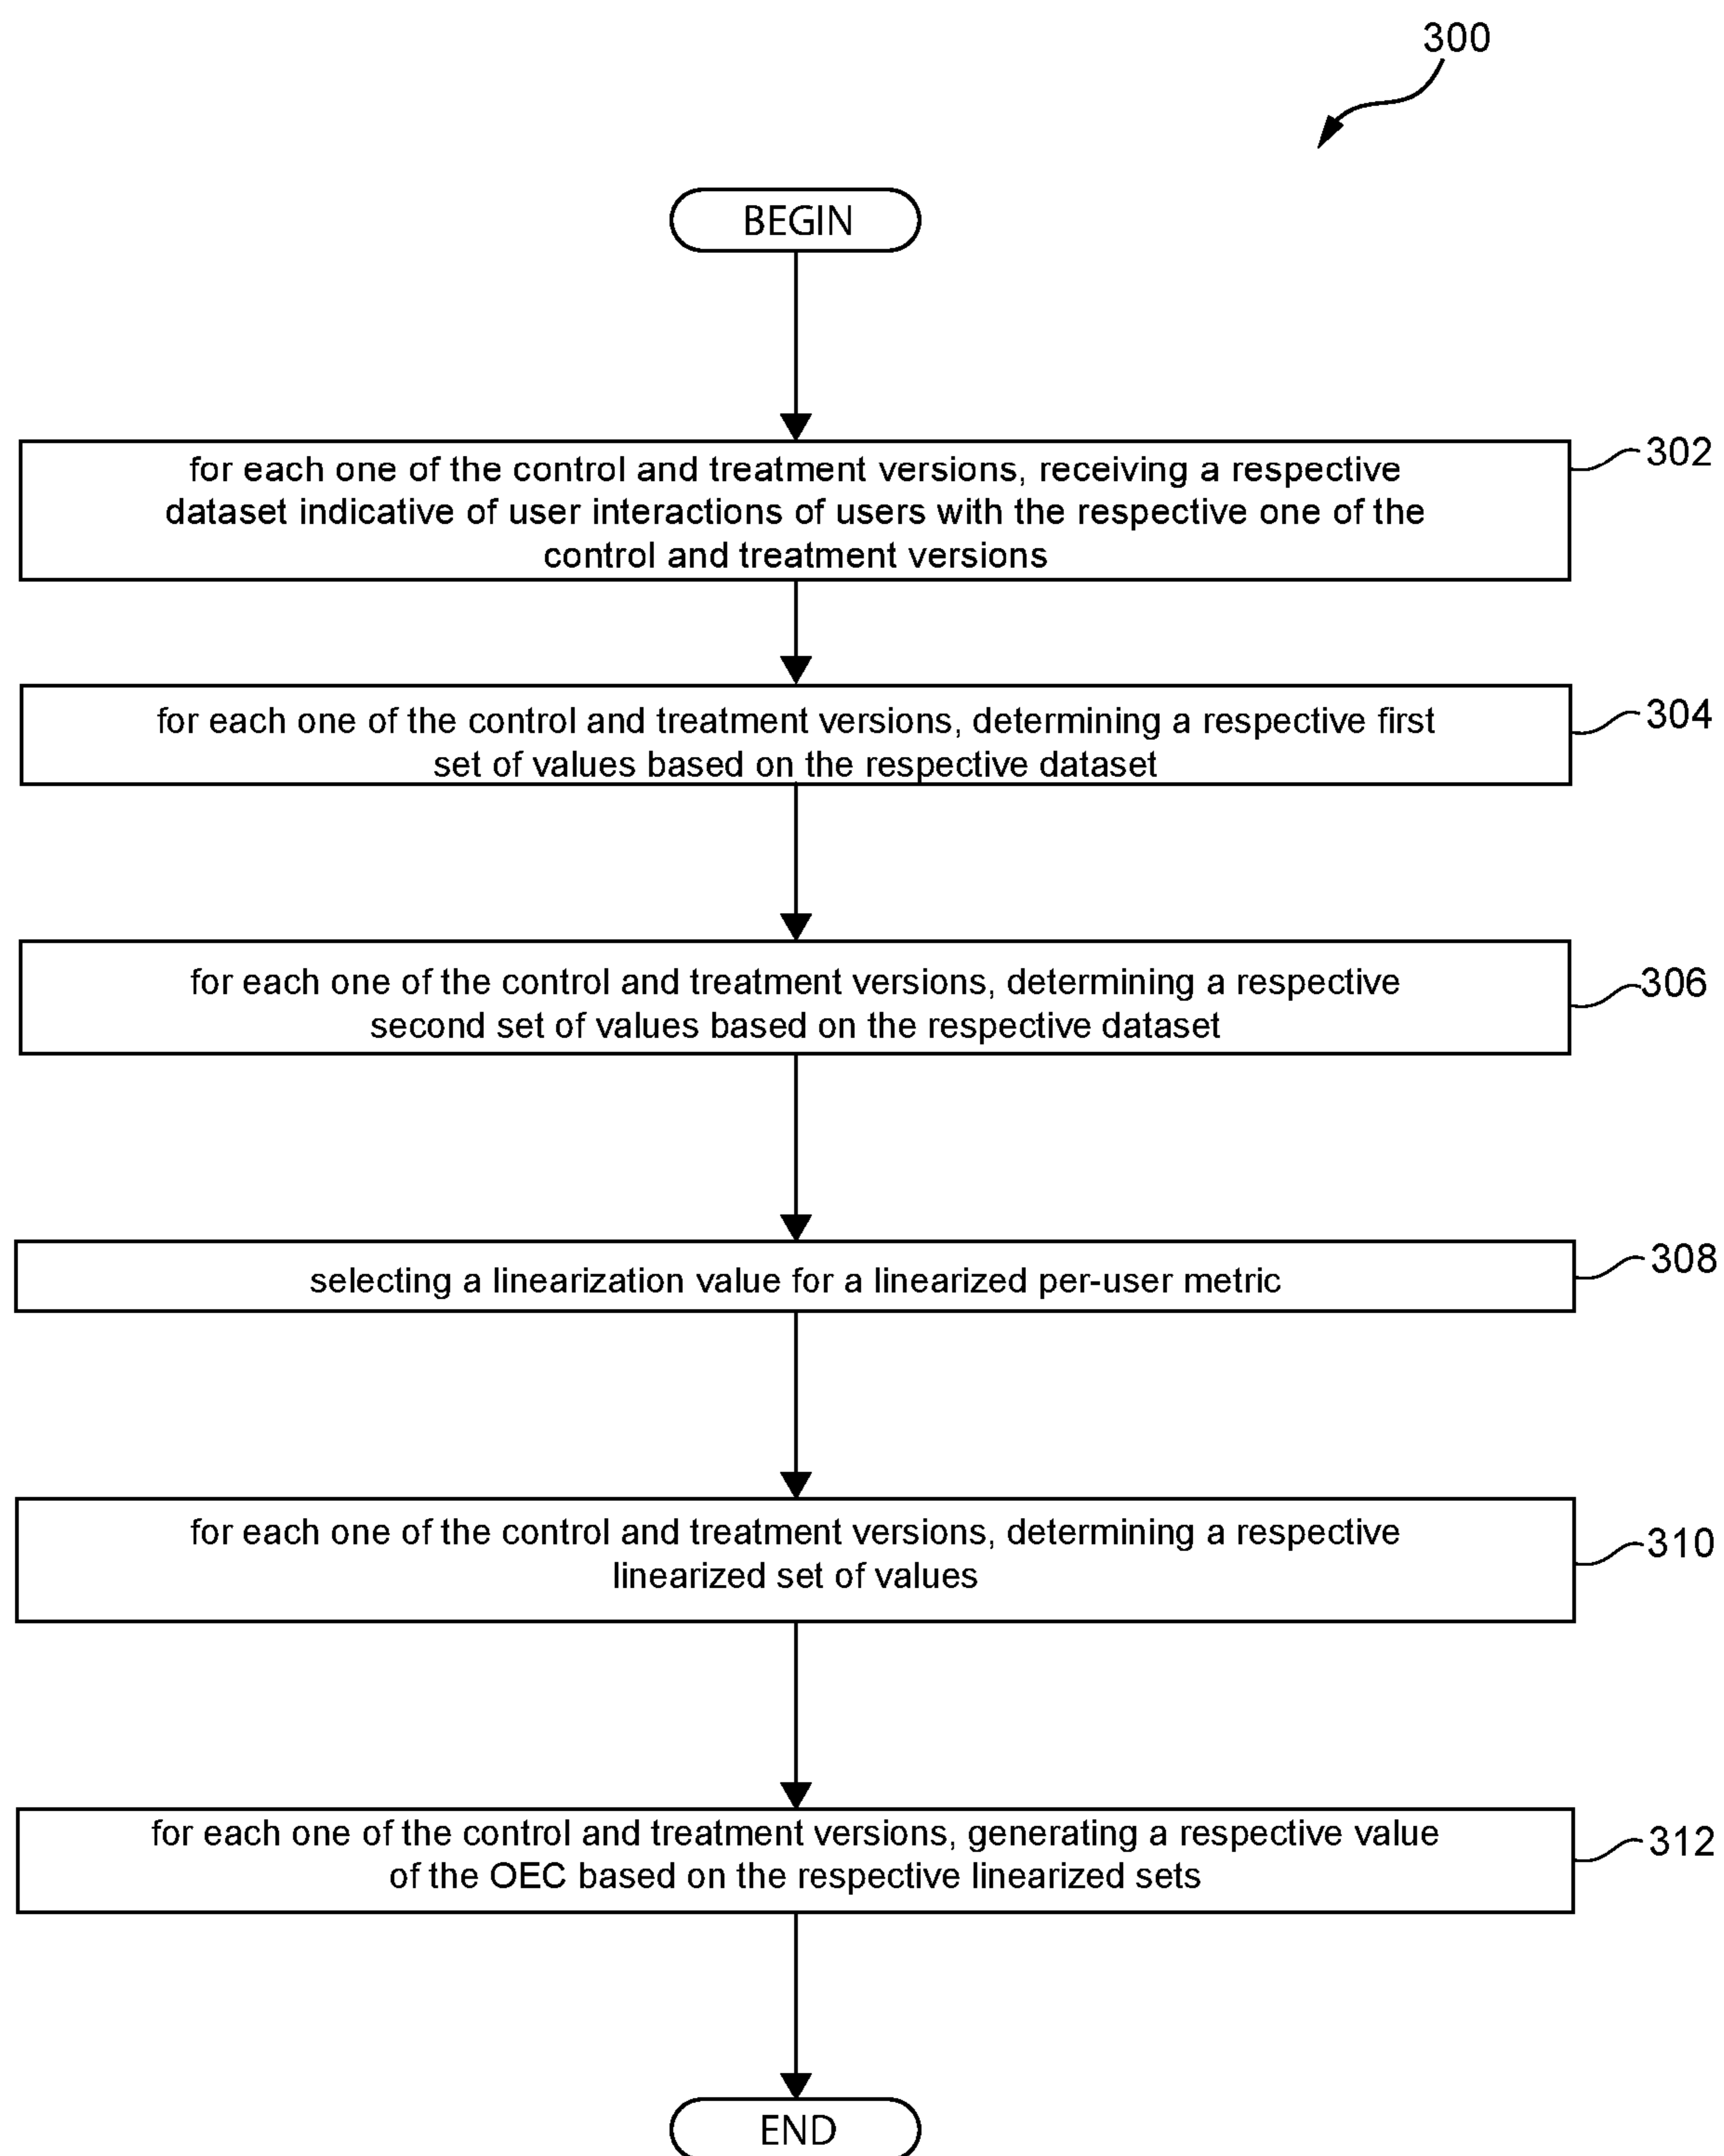 300
BEGIN
for each one of the control and treatment versions, receiving a respective
dataset indicative of user interactions of users with the respective one of the
control and treatment versions
302
for each one of the control and treatment versions, determining a respective first
set of values based on the respective dataset
304
for each one of the control and treatment versions, determining a respective
second set of values based on the respective dataset
306
selecting a linearization value for a linearized per-user metric
308
for each one of the control and treatment versions, determining a respective
linearized set of values
310
for each one of the control and treatment versions, generating a respective value
of the OEC based on the respective linearized sets
312
END